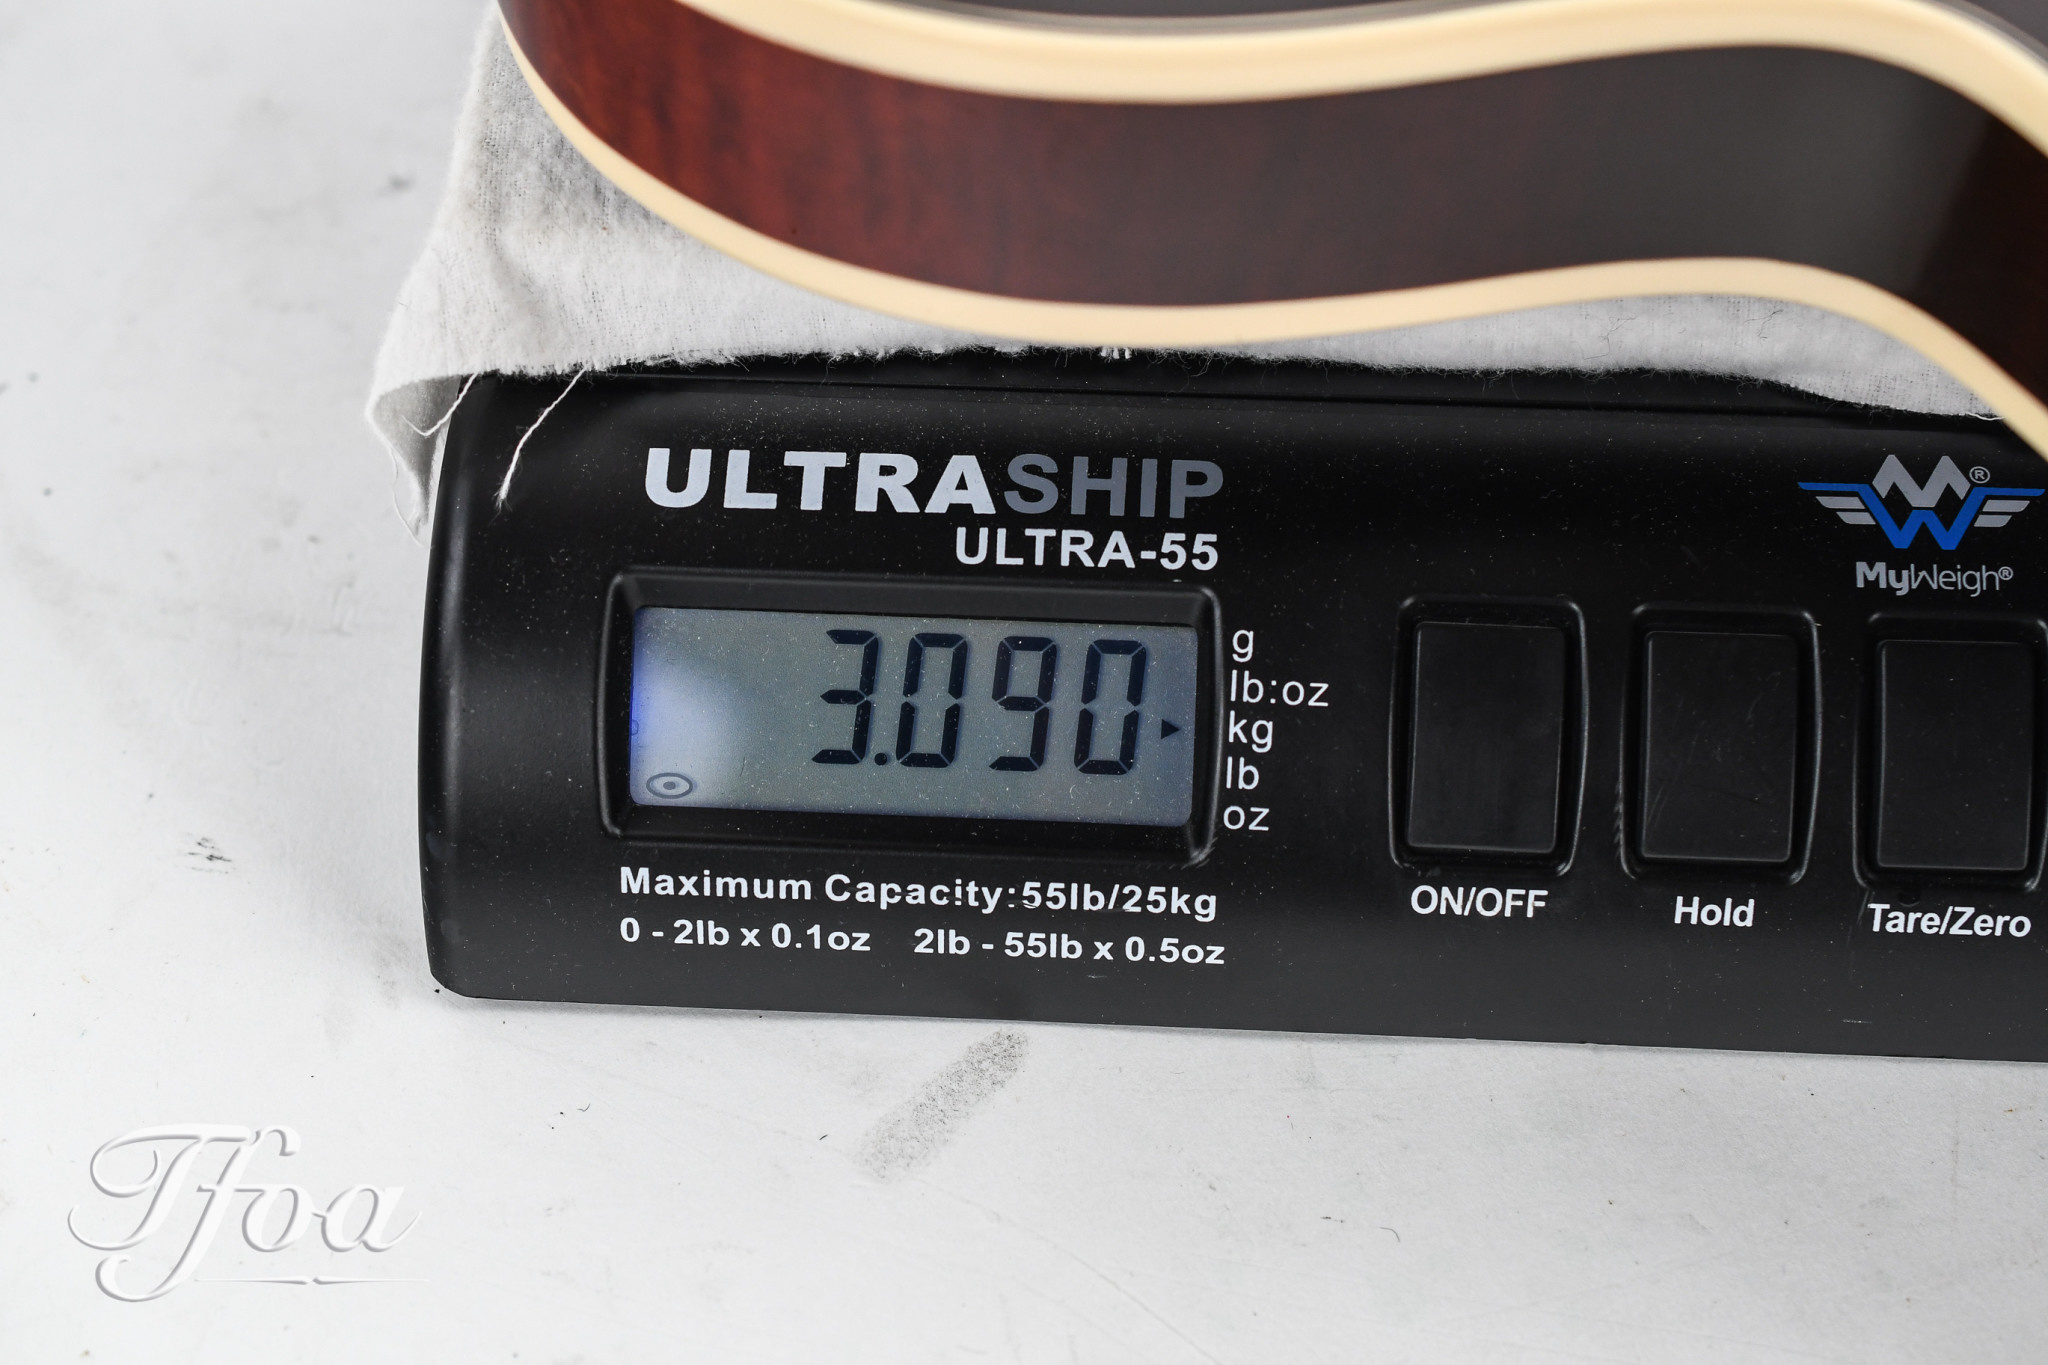 ULTRASHIP
ULTRA-55
MW®
MyWeigh®
3.090
g
lb:oz
kg
lb
oz
Maximum Capacity:55lb/25kg
0 - 2lb x 0.1oz 2lb - 55lb x 0.5oz
ON/OFF
Hold
Tare/Zero
Tfoa